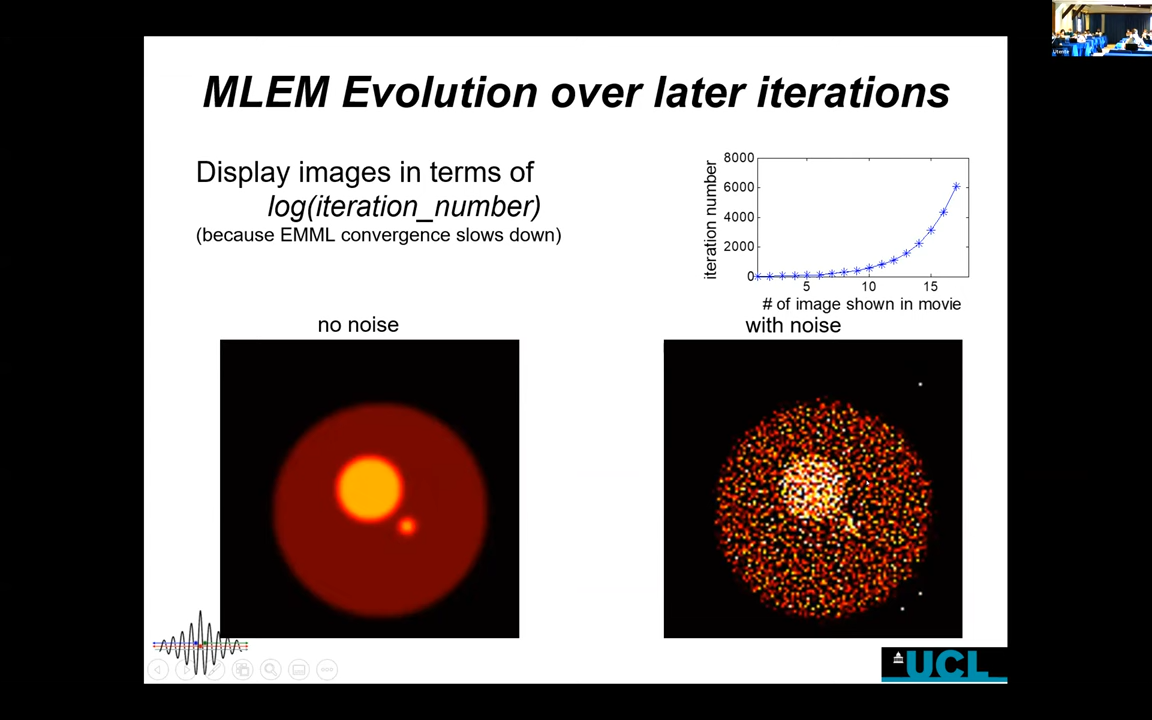 MLEM Evolution over later iterations
Display images in terms of
log(iteration_number)
(because EMML convergence slows down)
iteration number
8000
6000
4000
2000
0
5
10
15
# of image shown in movie
no noise
with noise
UCL
Utente